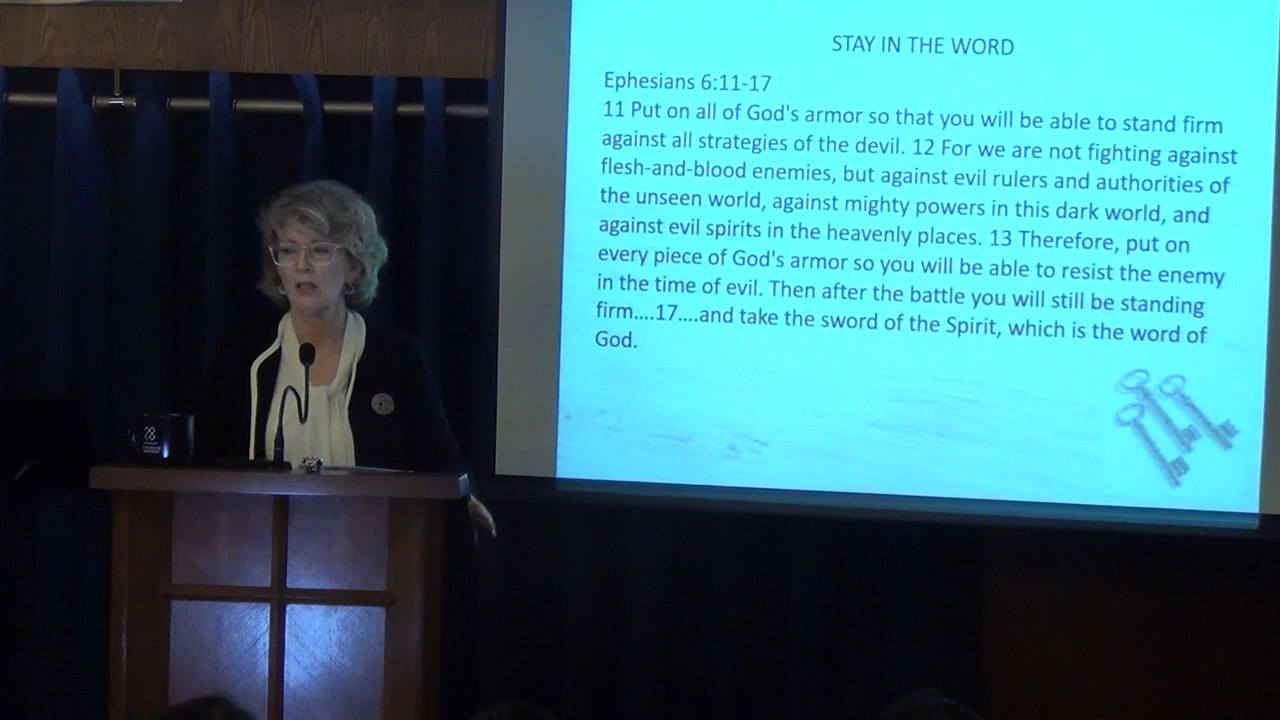 STAY IN THE WORD
Ephesians 6:11-17
11 Put on all of God's armor so that you will be able to stand firm
against all strategies of the devil. 12 For we are not fighting against
flesh-and-blood enemies, but against evil rulers and authorities of
the unseen world, against mighty powers in this dark world, and
against evil spirits in the heavenly places. 13 Therefore, put on
every piece of God's armor so you will be able to resist the enemy
in the time of evil. Then after the battle you will still be standing
firm....17....and take the sword of the Spirit, which is the word of
God.